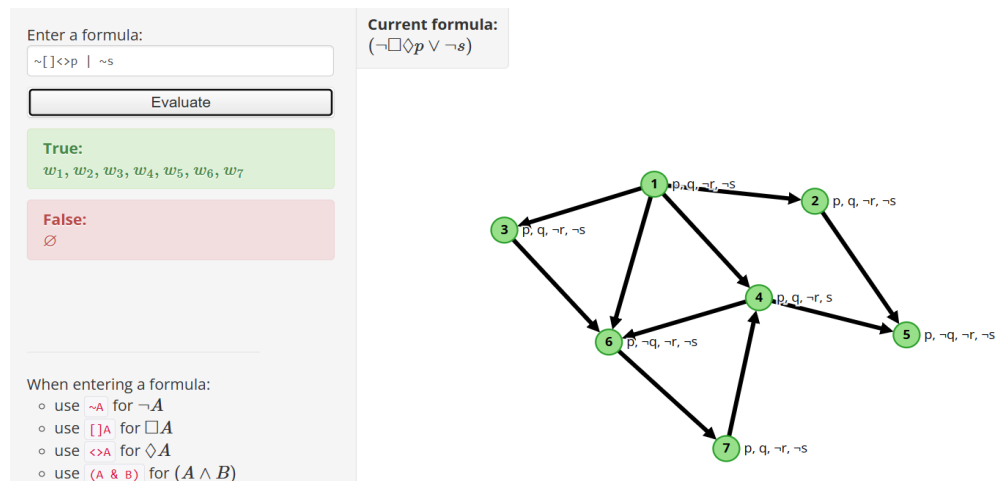 Enter a formula:
~[]<>p | ~s
Evaluate
True:
w₁, w₂, w₃, w₄, w₅, w₆, w₇
False:
∅
When entering a formula:
use ~A for ¬A
use []A for □A
use <>A for ◊A
use (A & B) for (A ∧ B)
Current formula:
(¬□◊p ∨ ¬s)
1 p, q, ¬r, ¬s
2 p, q, ¬r, ¬s
3 p, q, ¬r, ¬s
4 p, q, ¬r, s
5 p, ¬q, ¬r, ¬s
6 p, ¬q, ¬r, ¬s
7 p, q, ¬r, ¬s